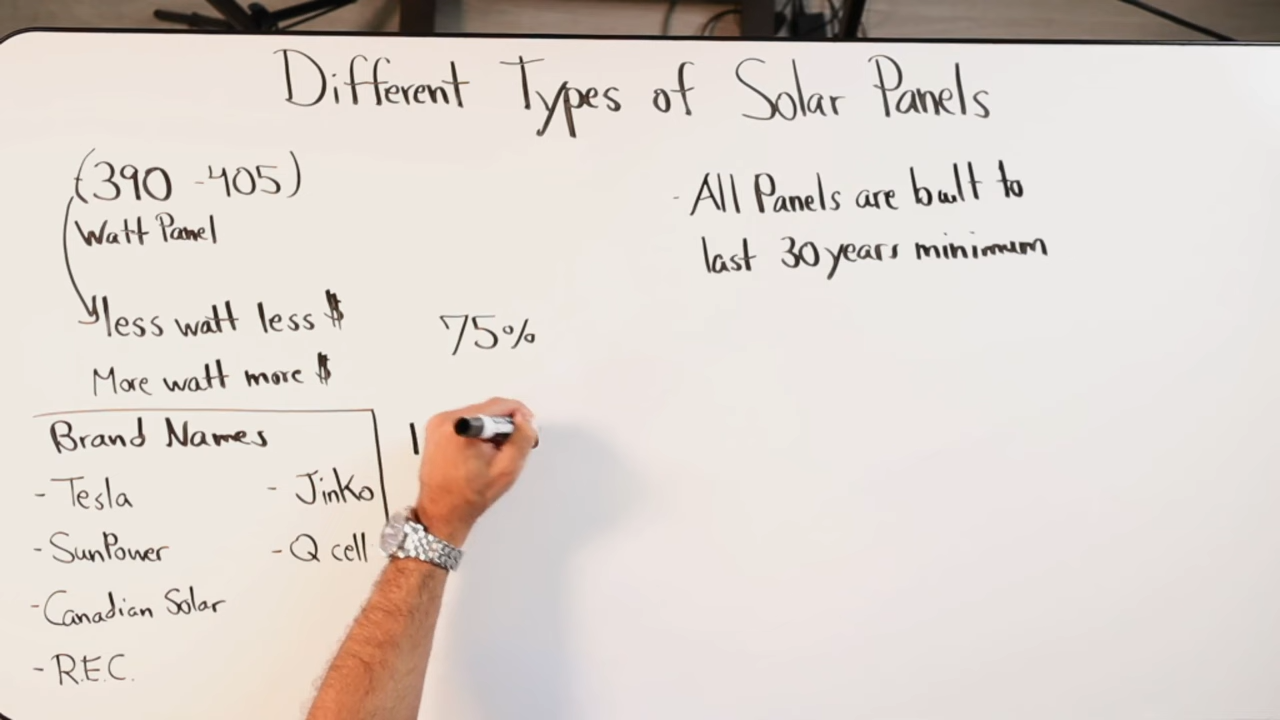 Different Types of Solar Panels
(390 - 405)
Watt Panel
less watt less $
More watt more $
75%
Brand Names
- Tesla
- Jinko
- SunPower
- Q cell
- Canadian Solar
- R.E.C.
- All Panels are built to
last 30 years minimum